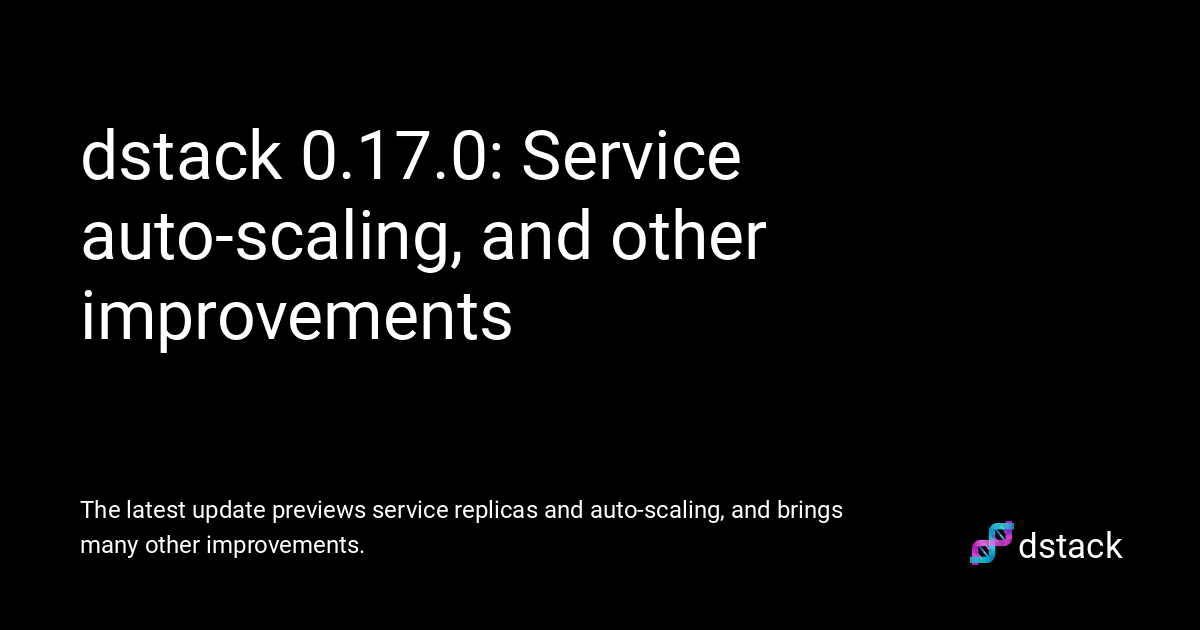 dstack 0.17.0: Service
auto-scaling, and other
improvements
The latest update previews service replicas and auto-scaling, and brings
many other improvements.
dstack